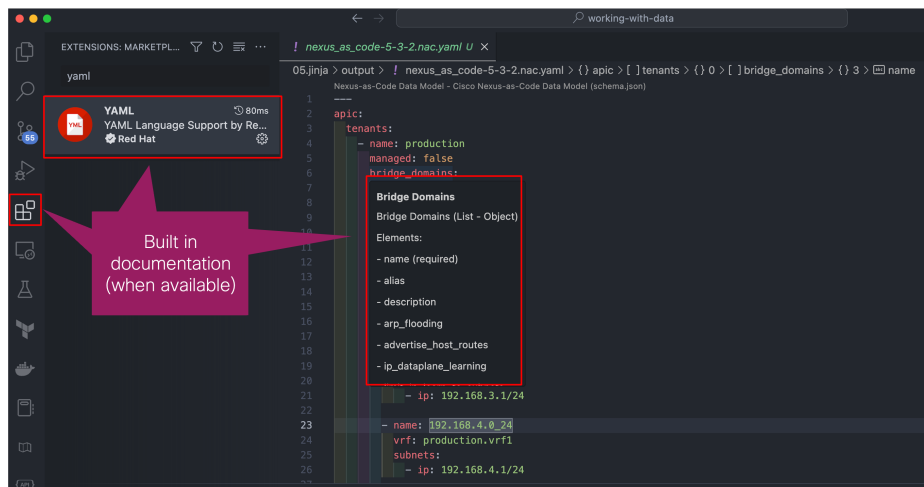 working-with-data
EXTENSIONS: MARKETPL...
yaml
YML
YAML
80ms
YAML Language Support by Re...
Red Hat
55
Built in
documentation
(when available)
! nexus_as_code-5-3-2.nac.yaml U
05.jinja > output > ! nexus_as_code-5-3-2.nac.yaml > {} apic > [ ] tenants > {} 0 > [ ] bridge_domains > {} 3 > abc name
Nexus-as-Code Data Model - Cisco Nexus-as-Code Data Model (schema.json)
1 ---
2 apic:
3 tenants:
4 - name: production
5 managed: false
6 bridge_domains:
7
8
9
10
11
12
13
14
15
16
17
18
19
20
Bridge Domains
Bridge Domains (List - Object)
Elements:
- name (required)
- alias
- description
- arp_flooding
- advertise_host_routes
- ip_dataplane_learning
21 - ip: 192.168.3.1/24
22
23 - name: 192.168.4.0_24
24 vrf: production.vrf1
25 subnets:
26 - ip: 192.168.4.1/24
{API}